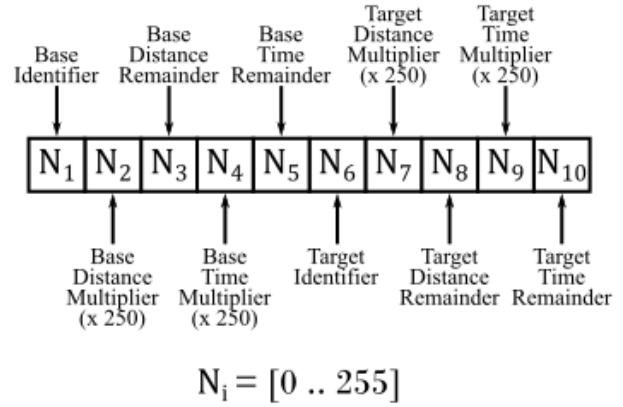 Base
Identifier
Base
Distance
Remainder
Base
Time
Remainder
Target
Distance
Multiplier
(x 250)
Target
Time
Multiplier
(x 250)
N₁ N₂ N₃ N₄ N₅ N₆ N₇ N₈ N₉ N₁₀
Base
Distance
Multiplier
(x 250)
Base
Time
Multiplier
(x 250)
Target
Identifier
Target
Distance
Remainder
Target
Time
Remainder
Nᵢ = [0 .. 255]